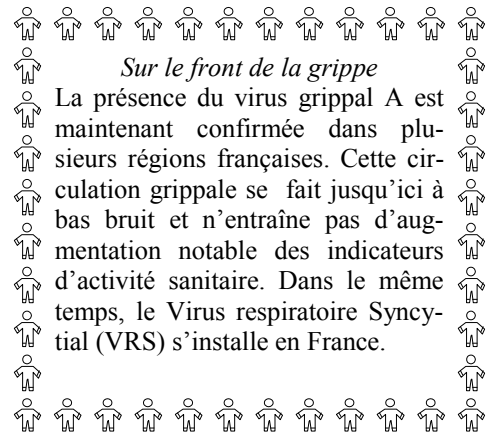 Sur le front de la grippe
La présence du virus grippal A est
maintenant confirmée dans plu-
sieurs régions françaises. Cette cir-
culation grippale se fait jusqu'ici à
bas bruit et n'entraîne pas d'aug-
mentation notable des indicateurs
d'activité sanitaire. Dans le même
temps, le Virus respiratoire Syncy-
tial (VRS) s'installe en France.